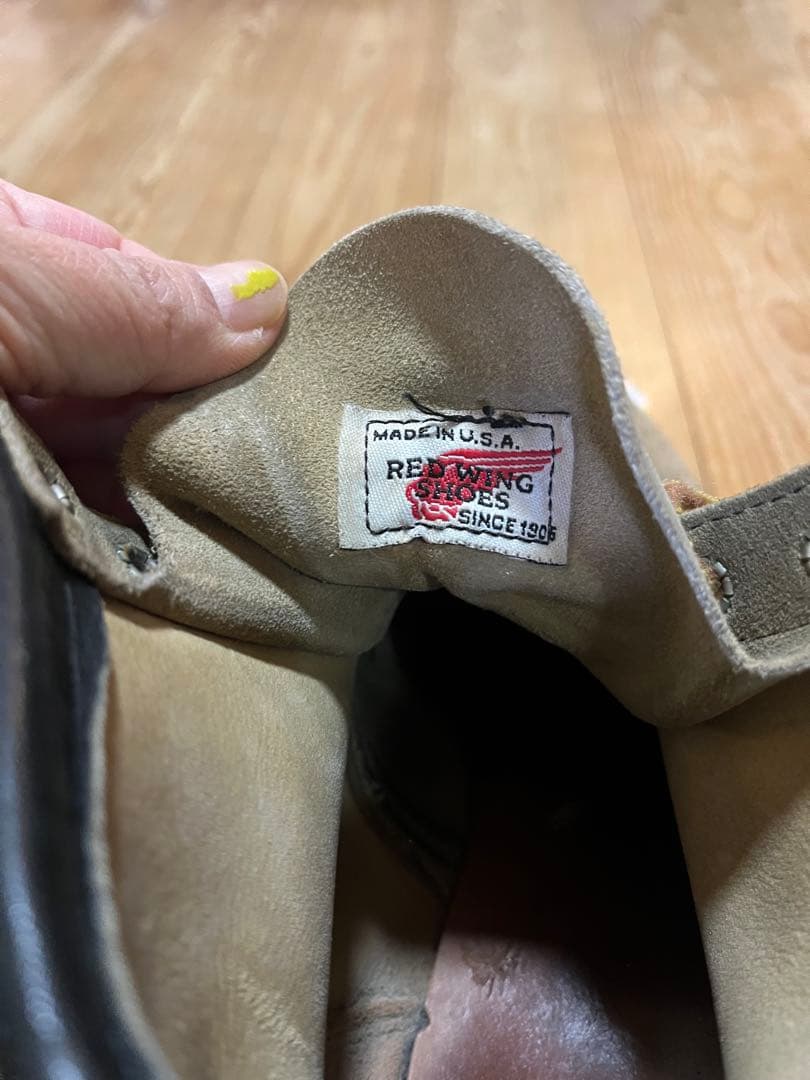 MADE IN U.S.A.
RED WING
SHOES
SINCE 1905